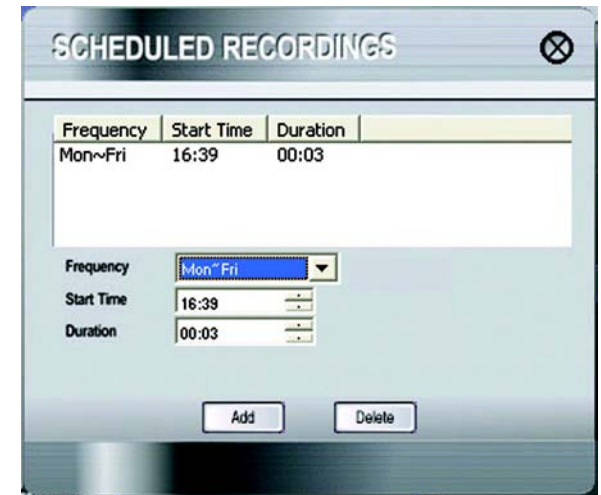 SCHEDULED RECORDINGS
Frequency Start Time Duration
Mon~Fri 16:39 00:03
Frequency Mon~Fri
Start Time 16:39
Duration 00:03
Add Delete